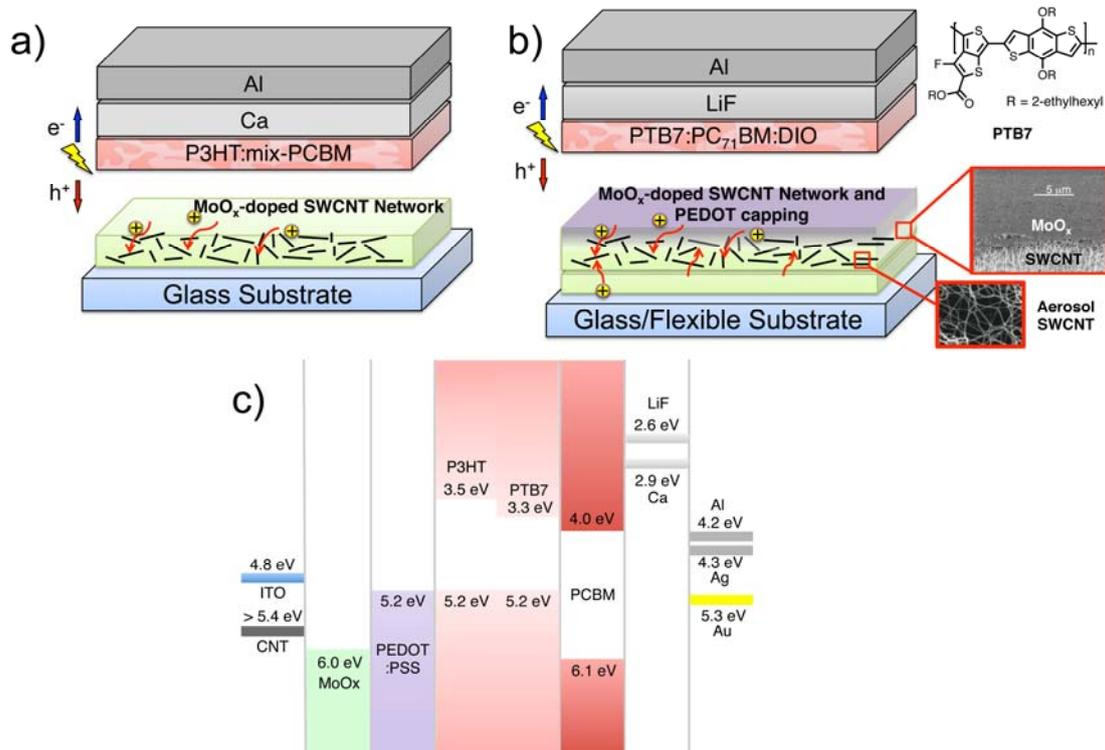 a)
Al
Ca
e-
P3HT:mix-PCBM
h+
MoOx-doped SWCNT Network
+
+
+
Glass Substrate
b)
Al
LiF
e-
PTB7:PC71BM:DIO
h+
MoOx-doped SWCNT Network and
PEDOT capping
+
+
+
+
Glass/Flexible Substrate
OR
S
S
S
n
F
S
S
OR
RO
O
R = 2-ethylhexyl
PTB7
5 µm
MoOx
SWCNT
Aerosol
SWCNT
c)
4.8 eV
ITO
> 5.4 eV
CNT
6.0 eV
MoOx
5.2 eV
PEDOT
:PSS
P3HT
3.5 eV
PTB7
3.3 eV
5.2 eV
5.2 eV
4.0 eV
PCBM
6.1 eV
LiF
2.6 eV
2.9 eV
Ca
Al
4.2 eV
4.3 eV
Ag
5.3 eV
Au